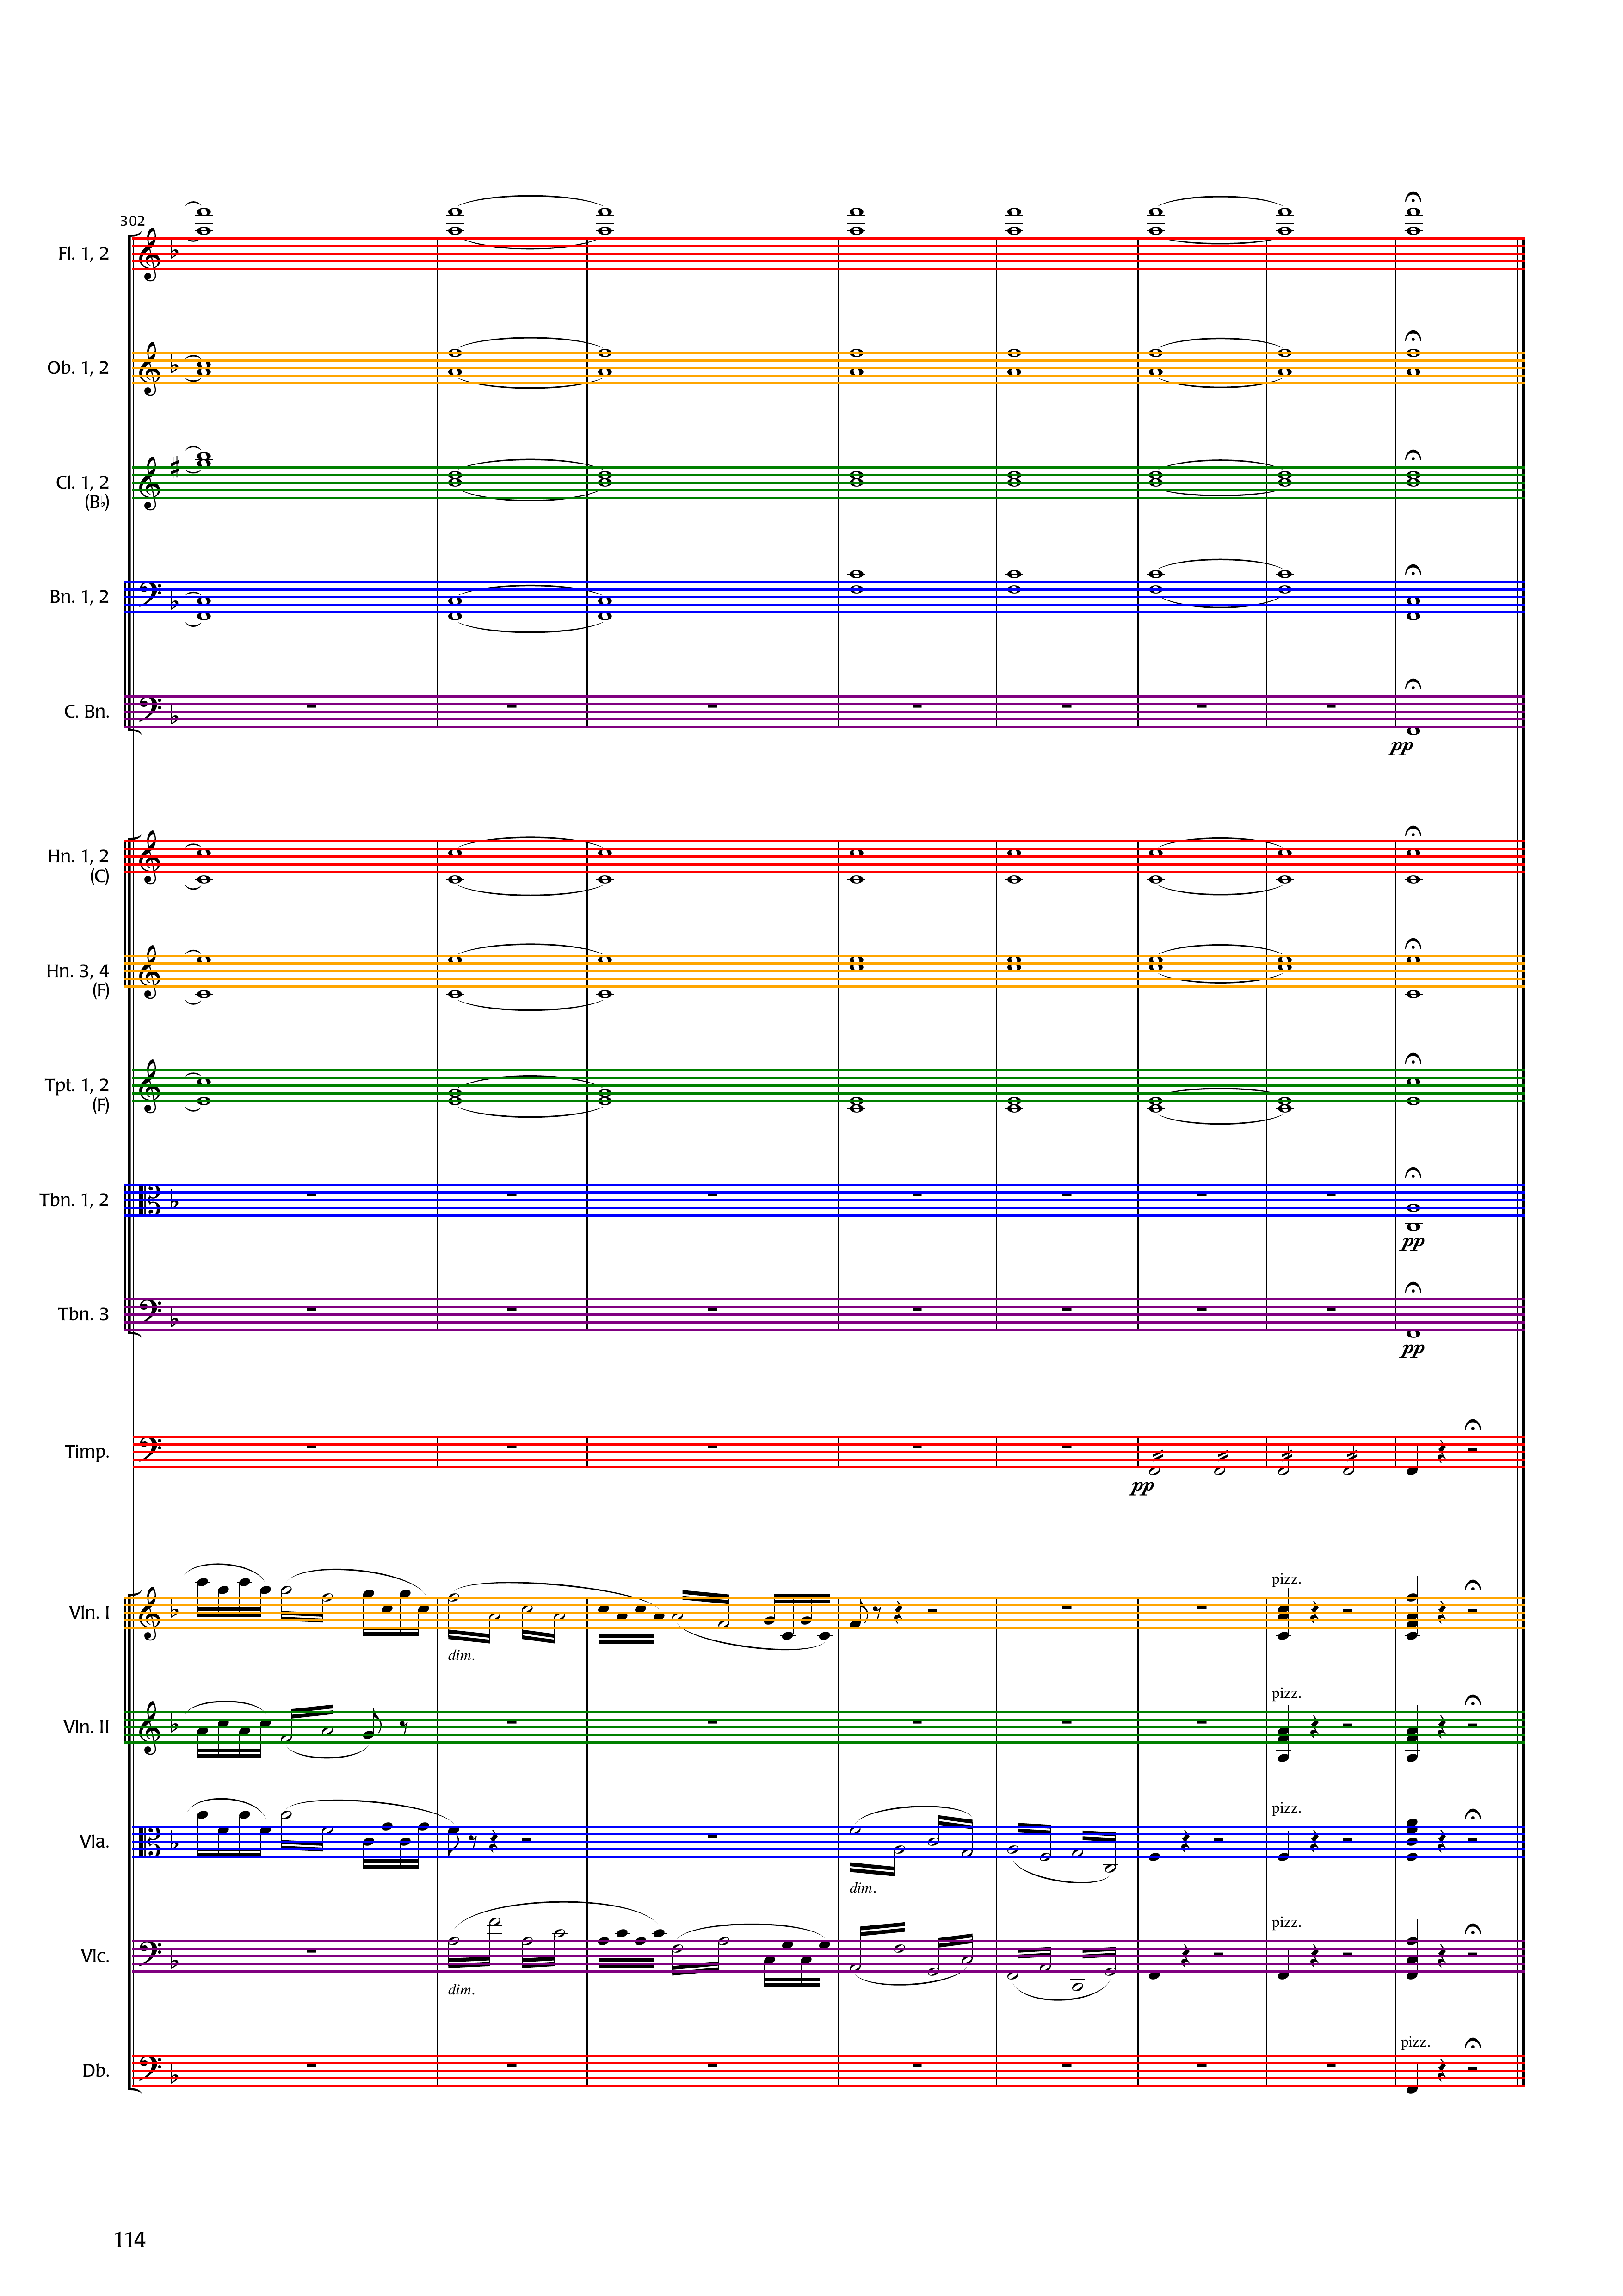 302
Fl. 1, 2
Ob. 1, 2
Cl. 1, 2
(B♭)
Bn. 1, 2
C. Bn.
pp
Hn. 1, 2
(C)
Hn. 3, 4
(F)
Tpt. 1, 2
(F)
Tbn. 1, 2
pp
Tbn. 3
pp
Timp.
pp
pizz.
Vln. I
dim.
pizz.
Vln. II
pizz.
Vla.
dim.
pizz.
Vlc.
dim.
pizz.
Db.
114